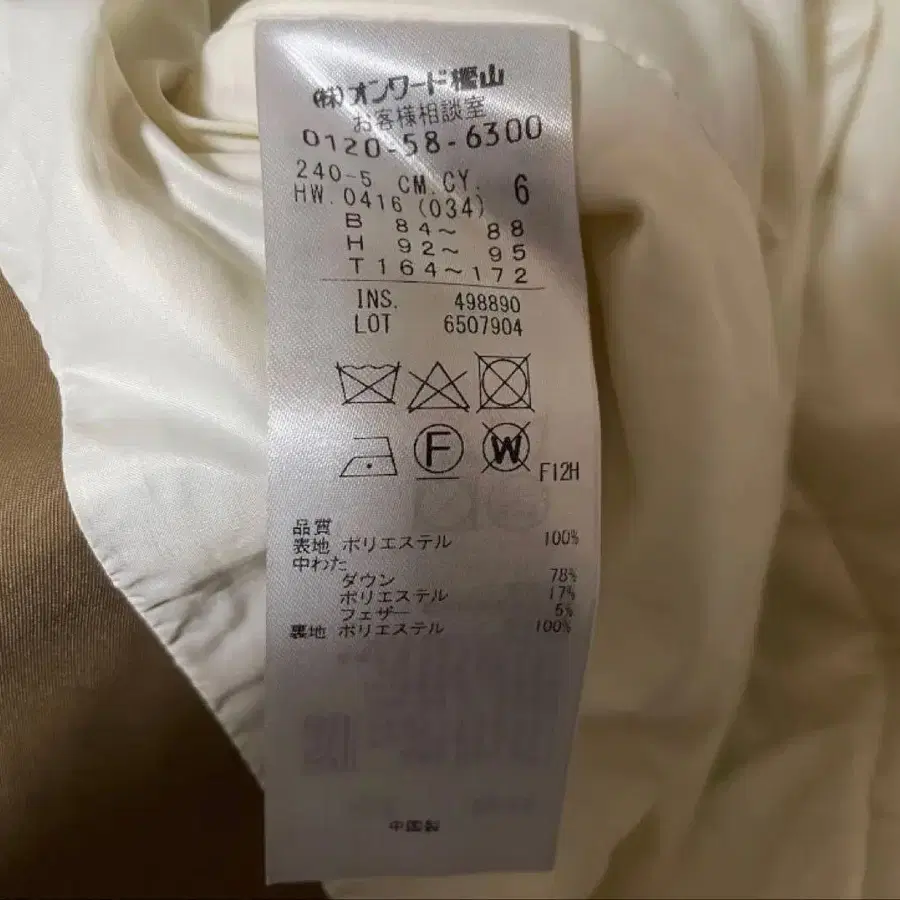 ㈱オンワード樫山
お客様相談室
0120-58-6300
240-5 CM.CY. 6
HW.0416 (034)
B 84～ 88
H 92～ 95
T 164～172
INS. 498890
LOT 6507904
F
W
F12H
品質
表地 ポリエステル 100%
中わた
ダウン 78%
ポリエステル 17%
フェザー 5%
裏地 ポリエステル 100%
中国製